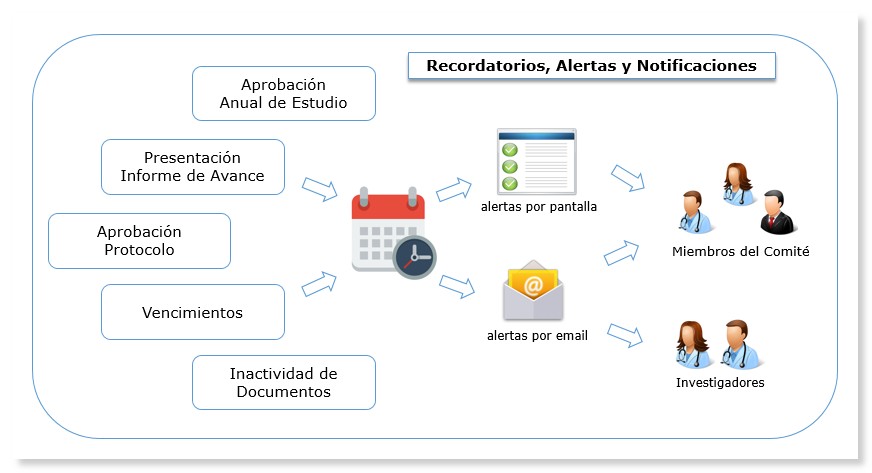 Recordatorios, Alertas y Notificaciones
Aprobación
Anual de Estudio
Presentación
Informe de Avance
Aprobación
Protocolo
Vencimientos
Inactividad de
Documentos
alertas por pantalla
@
alertas por email
Miembros del Comité
Investigadores